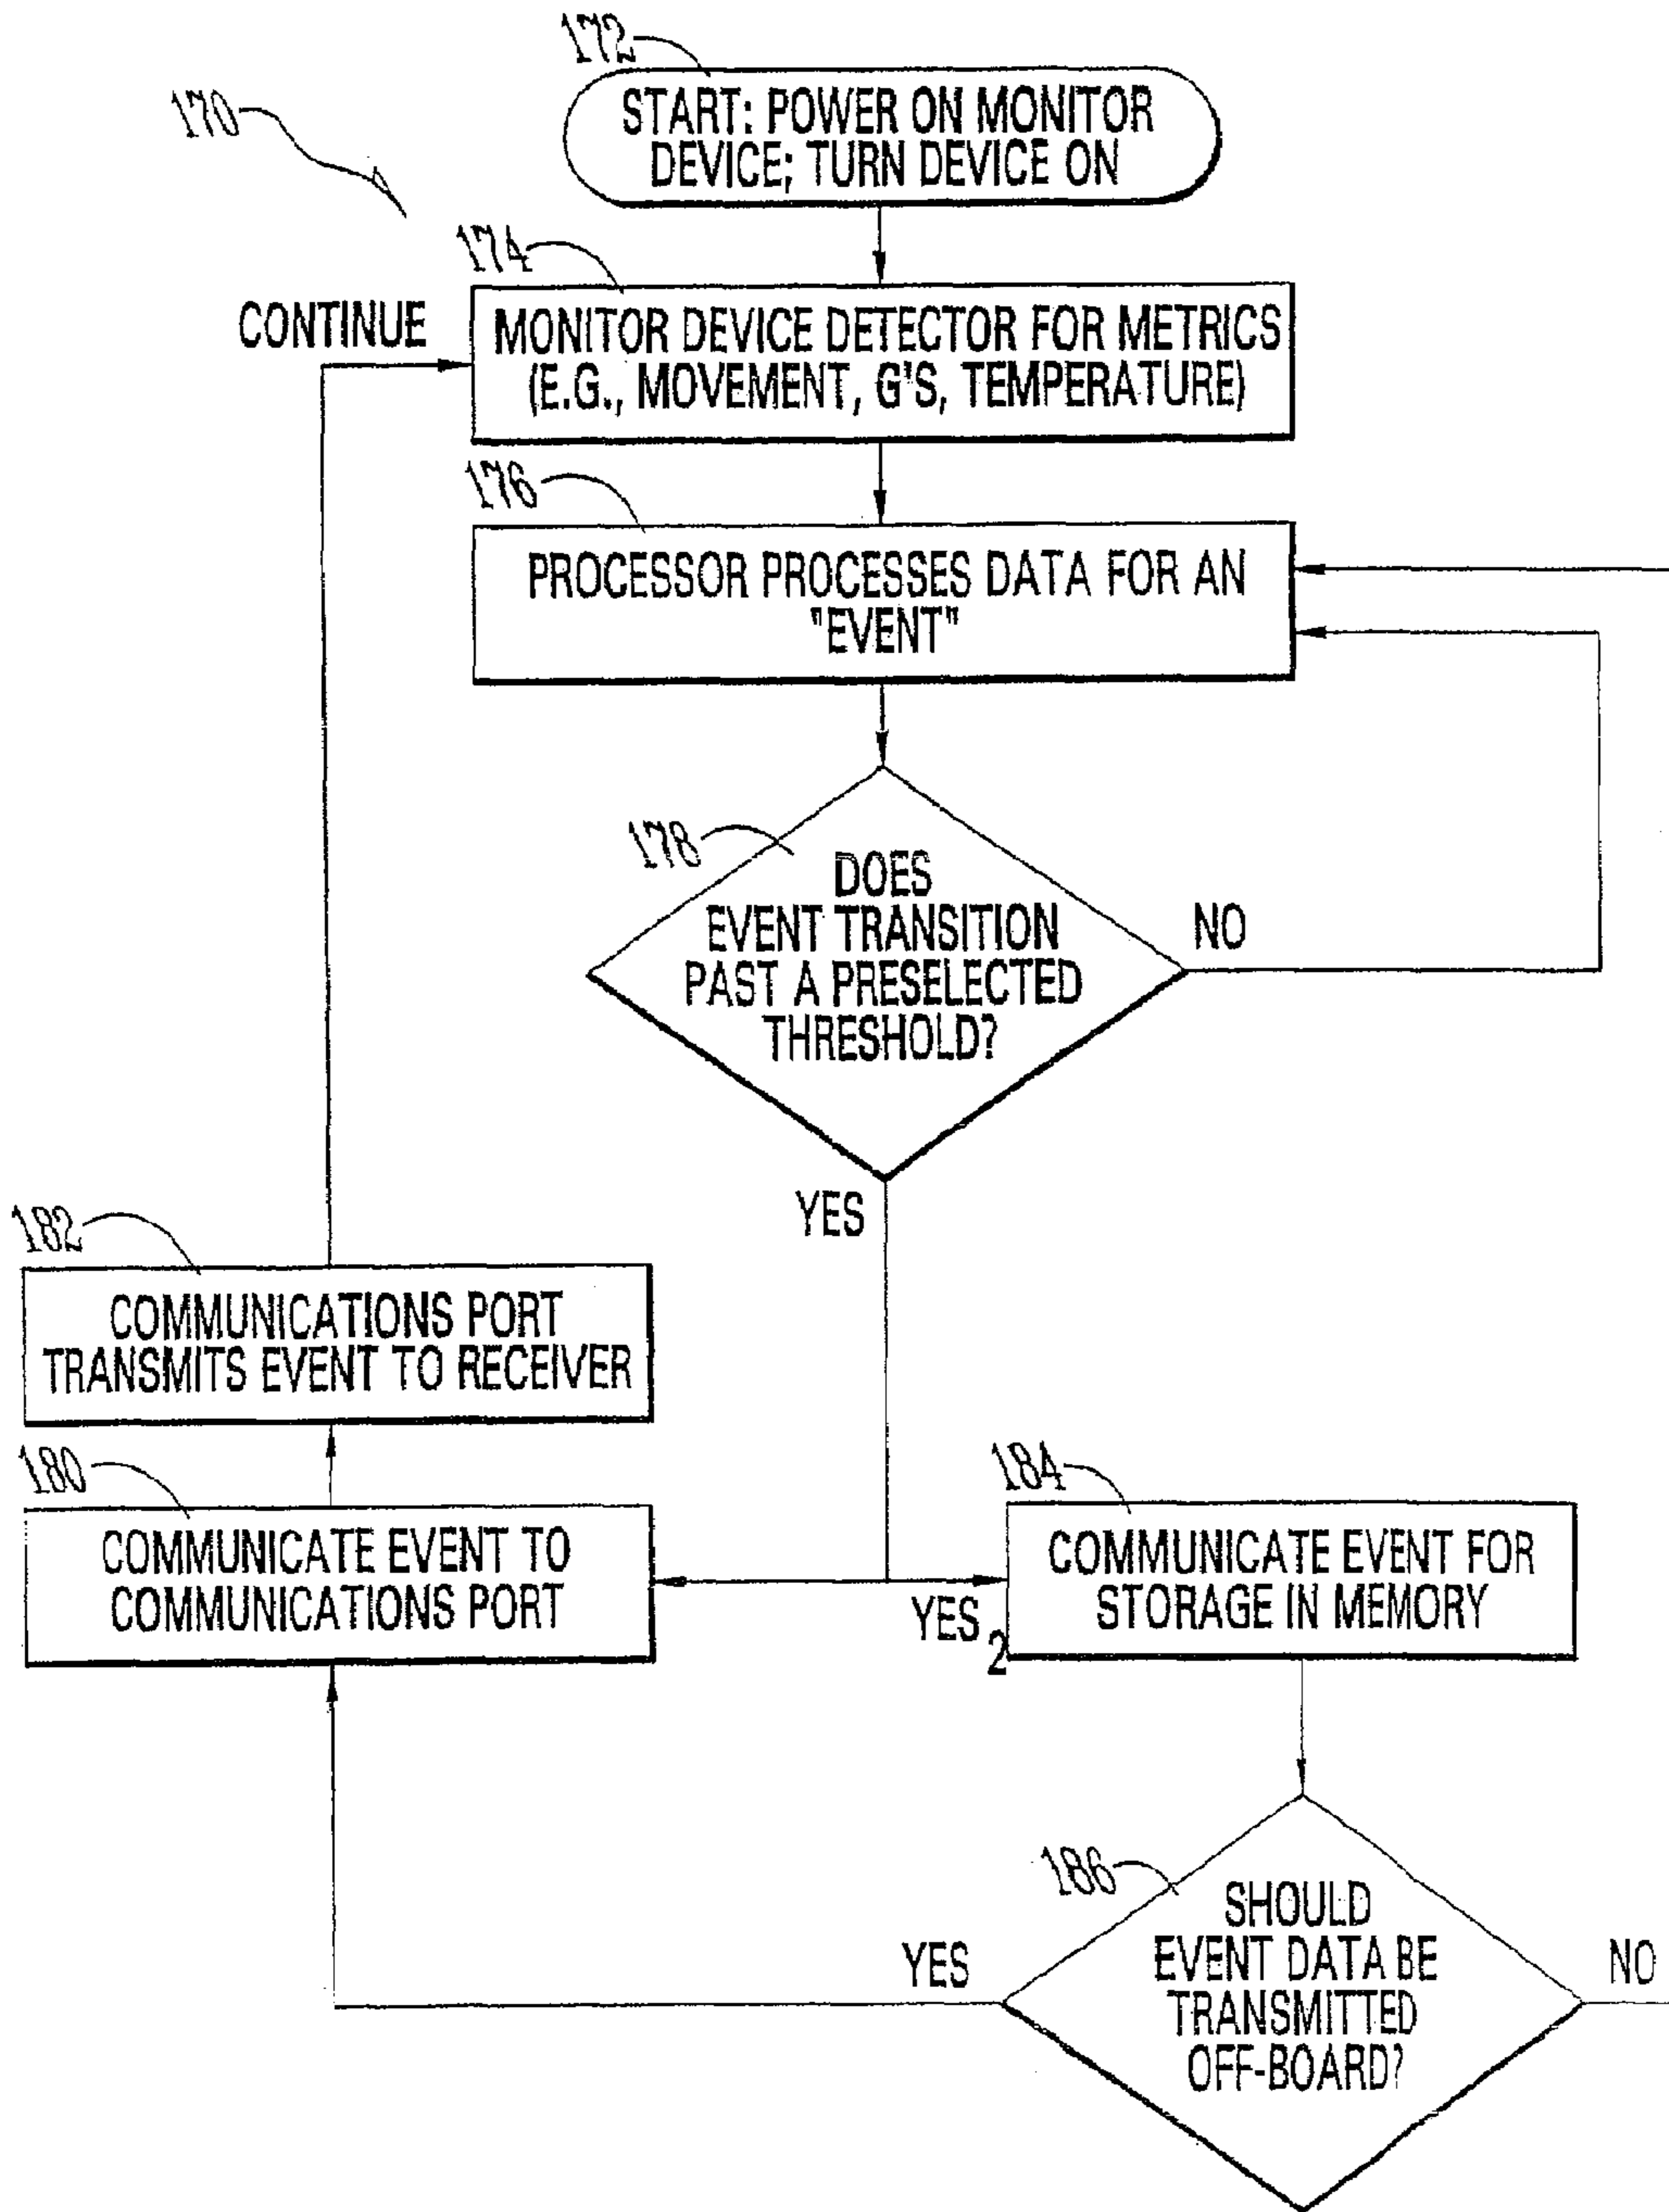 172
START: POWER ON MONITOR
DEVICE; TURN DEVICE ON
170
174
CONTINUE
MONITOR DEVICE DETECTOR FOR METRICS
(E.G., MOVEMENT, G'S, TEMPERATURE)
176
PROCESSOR PROCESSES DATA FOR AN
"EVENT"
178
DOES
EVENT TRANSITION
PAST A PRESELECTED
THRESHOLD?
NO
YES
182
COMMUNICATIONS PORT
TRANSMITS EVENT TO RECEIVER
180
COMMUNICATE EVENT TO
COMMUNICATIONS PORT
YES 2
184
COMMUNICATE EVENT FOR
STORAGE IN MEMORY
186
SHOULD
EVENT DATA BE
TRANSMITTED
OFF-BOARD?
YES
NO